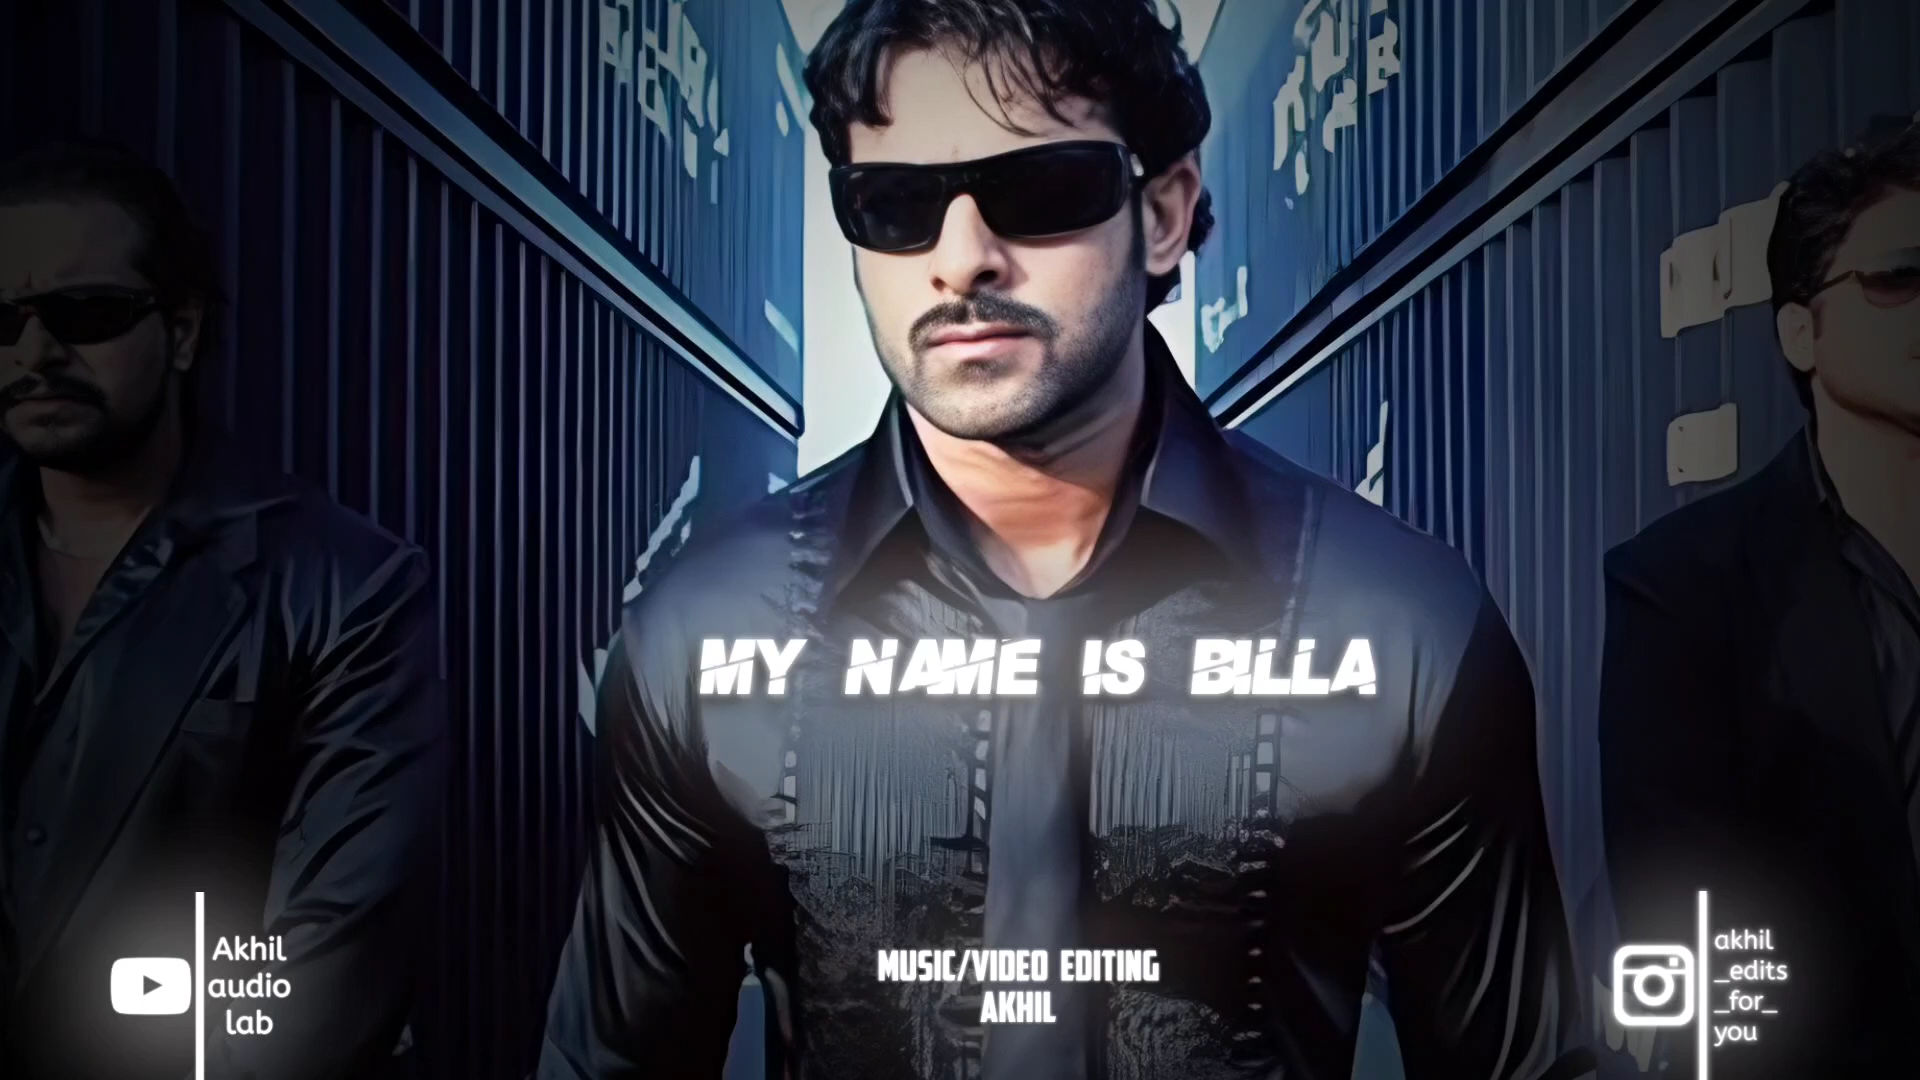 MY NAME IS BILLA
Akhil
audio
lab
MUSIC/VIDEO EDITING
AKHIL
akhil
_edits
_for_
you